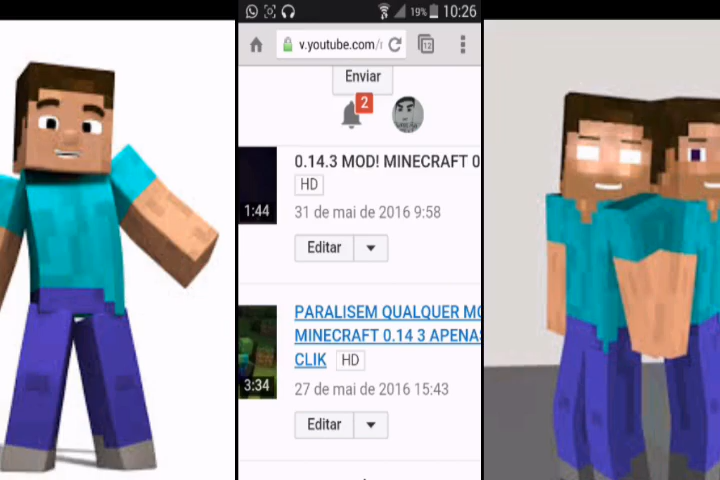 19% 10:26
v.youtube.com/ 12
Enviar
2
0.14.3 MOD! MINECRAFT 0
HD
1:44
31 de mai de 2016 9:58
Editar
PARALISEM QUALQUER MO
MINECRAFT 0.14 3 APENAS
CLIK HD
3:34
27 de mai de 2016 15:43
Editar